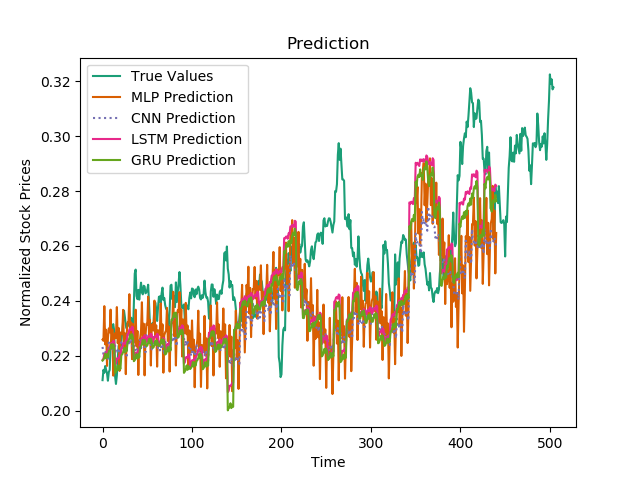 Prediction
True Values
MLP Prediction
CNN Prediction
LSTM Prediction
GRU Prediction
Normalized Stock Prices
0.32
0.30
0.28
0.26
0.24
0.22
0.20
0 100 200 300 400 500
Time